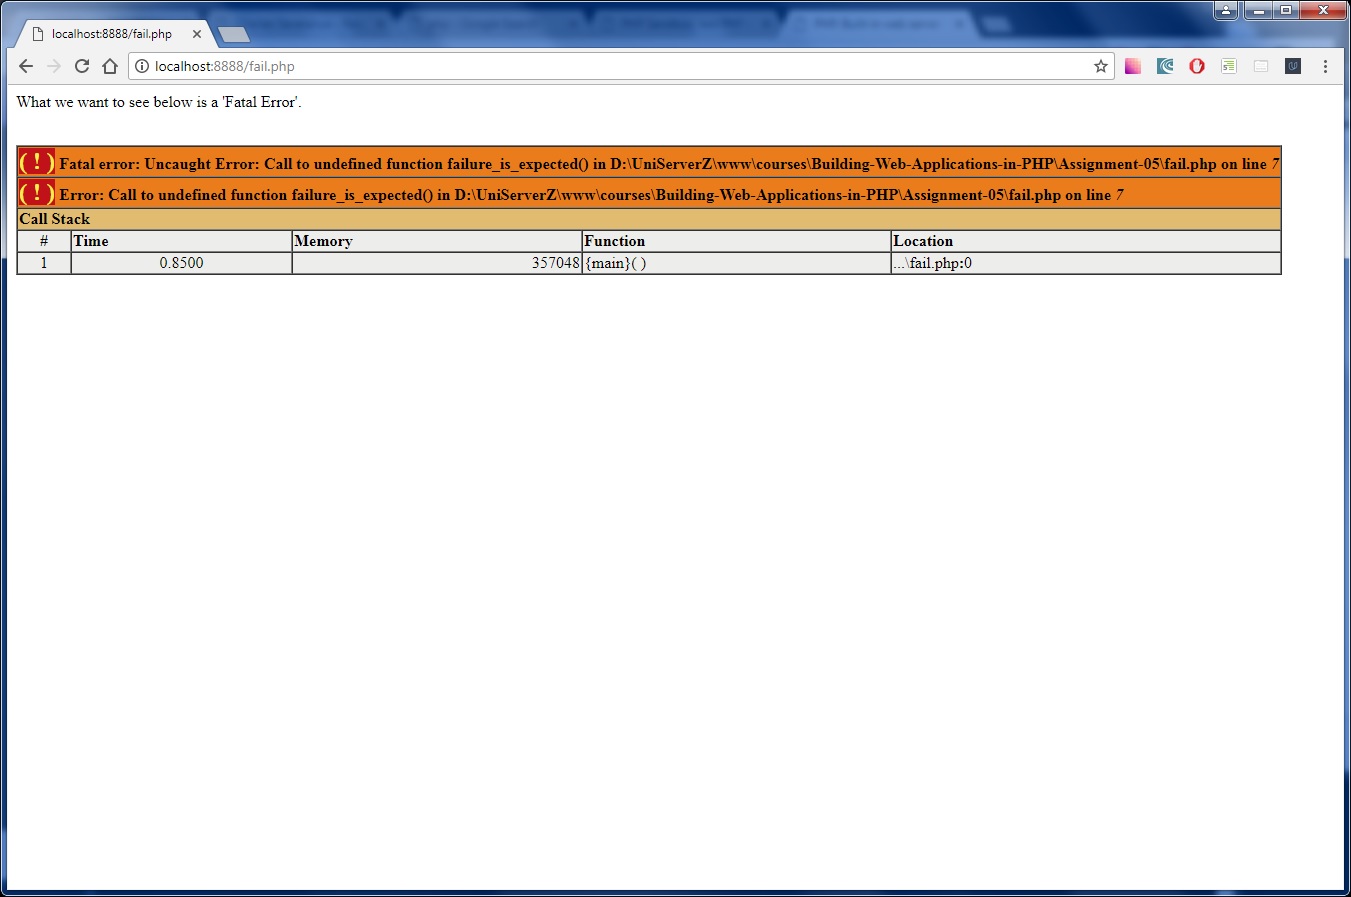 localhost:8888/fail.php
localhost:8888/fail.php
What we want to see below is a 'Fatal Error'.
( ! ) Fatal error: Uncaught Error: Call to undefined function failure_is_expected() in D:\UniServerZ\www\courses\Building-Web-Applications-in-PHP\Assignment-05\fail.php on line 7
( ! ) Error: Call to undefined function failure_is_expected() in D:\UniServerZ\www\courses\Building-Web-Applications-in-PHP\Assignment-05\fail.php on line 7
Call Stack
# Time Memory Function Location
1 0.8500 357048 {main}( ) ...\fail.php:0